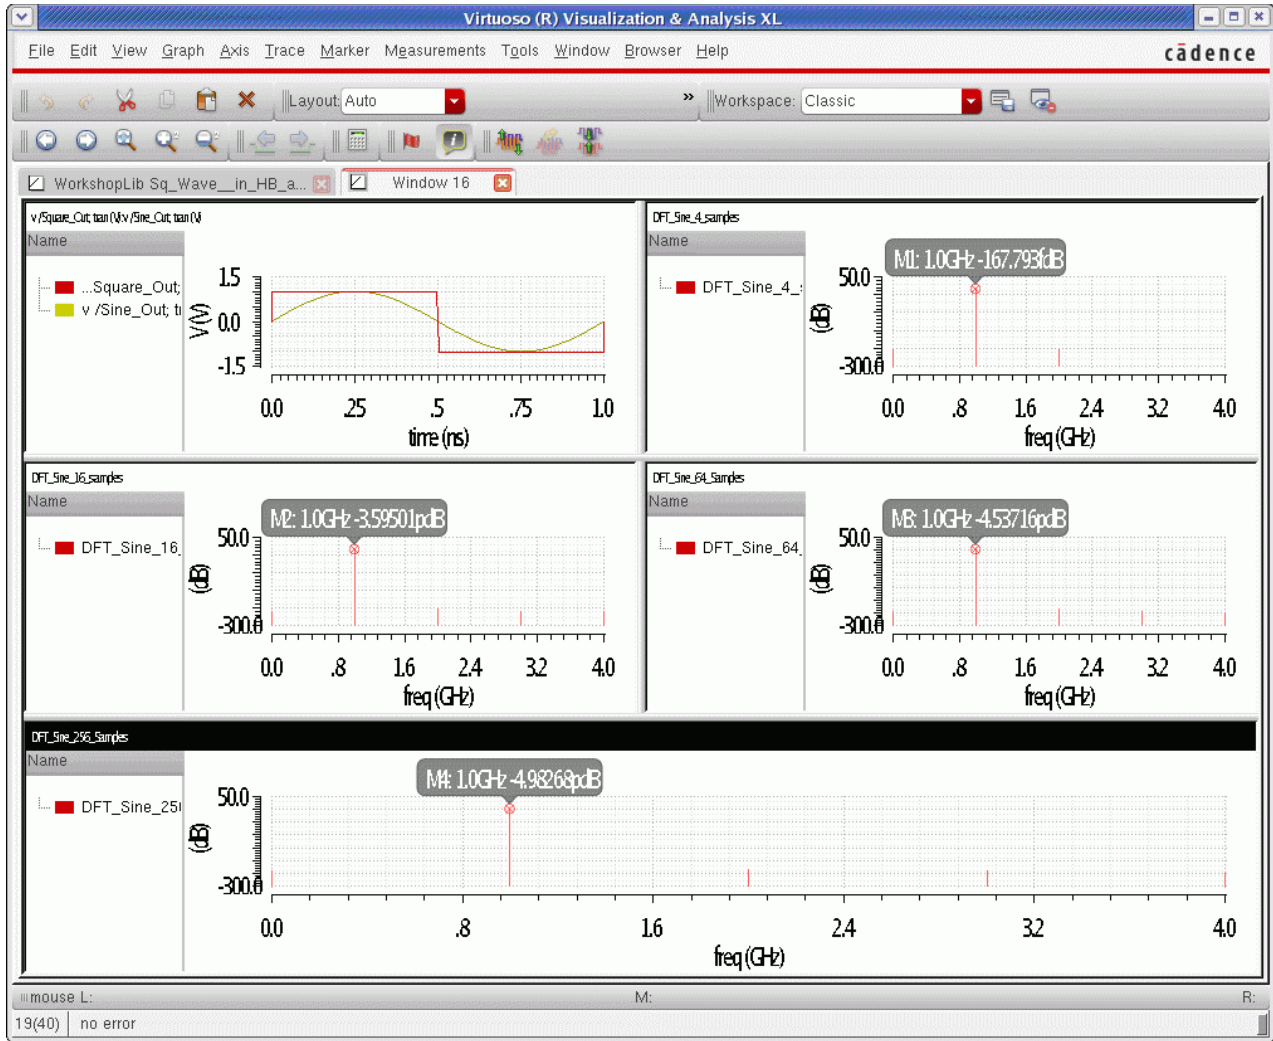 Virtuoso (R) Visualization & Analysis XL
File Edit View Graph Axis Trace Marker Measurements Tools Window Browser Help
cādence
Layout: Auto
» Workspace: Classic
WorkshopLib Sq_Wave__in_HB_a... Window 16
v /Square_Out; tran (V):v /Sine_Out; tran (V)
Name
...Square_Out;
v /Sine_Out; tr
V (V)
1.5
0.0
-1.5
0.0 .25 .5 .75 1.0
time (ns)
DFT_Sine_4_samples
Name
DFT_Sine_4_s
M1: 1.0GHz -167.793fdB
(dB)
50.0
-300.0
0.0 .8 1.6 2.4 3.2 4.0
freq (GHz)
DFT_Sine_16_samples
Name
DFT_Sine_16_
M2: 1.0GHz -3.59501pdB
(dB)
50.0
-300.0
0.0 .8 1.6 2.4 3.2 4.0
freq (GHz)
DFT_Sine_64_Samples
Name
DFT_Sine_64_
M3: 1.0GHz -4.53716pdB
(dB)
50.0
-300.0
0.0 .8 1.6 2.4 3.2 4.0
freq (GHz)
DFT_Sine_256_Samples
Name
DFT_Sine_256
M4: 1.0GHz -4.98268pdB
(dB)
50.0
-300.0
0.0 .8 1.6 2.4 3.2 4.0
freq (GHz)
mouse L: M: R:
19(40) no error